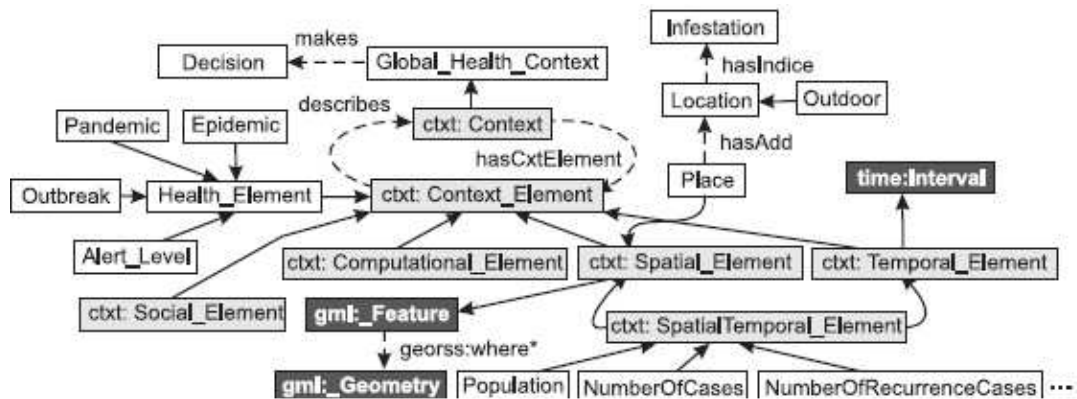 Infestation
makes
Decision
Global_Health_Context
hasIndice
describes
Location
Outdoor
Pandemic
Epidemic
ctxt: Context
hasAdd
hasCxtElement
Place
time:Interval
Outbreak
Health_Element
ctxt: Context_Element
Alert_Level
ctxt: Computational_Element
ctxt: Spatial_Element
ctxt: Temporal_Element
ctxt: Social_Element
gml:_Feature
ctxt: SpatialTemporal_Element
georss:where*
gml:_Geometry
Population
NumberOfCases
NumberOfRecurrenceCases
...